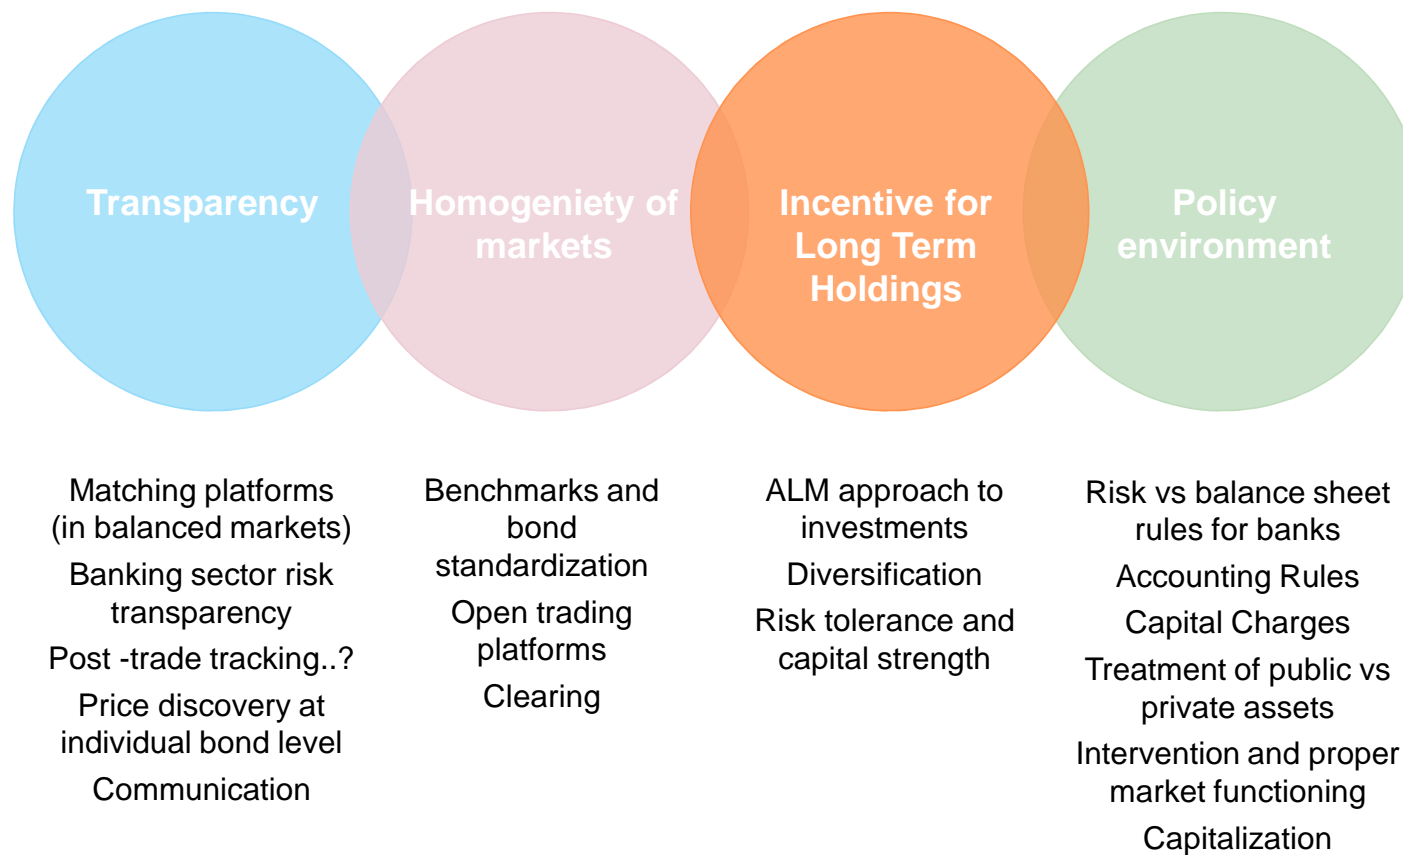 Transparency
Homogeniety of
markets
Incentive for
Long Term
Holdings
Policy
environment
Matching platforms
(in balanced markets)
Banking sector risk
transparency
Post -trade tracking..?
Price discovery at
individual bond level
Communication
Benchmarks and
bond
standardization
Open trading
platforms
Clearing
ALM approach to
investments
Diversification
Risk tolerance and
capital strength
Risk vs balance sheet
rules for banks
Accounting Rules
Capital Charges
Treatment of public vs
private assets
Intervention and proper
market functioning
Capitalization